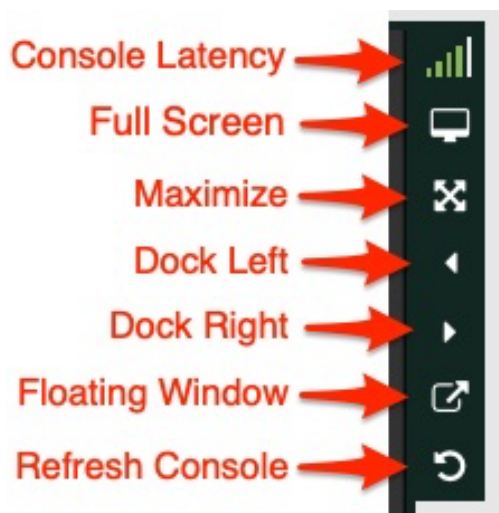 Console Latency
Full Screen
Maximize
Dock Left
Dock Right
Floating Window
Refresh Console